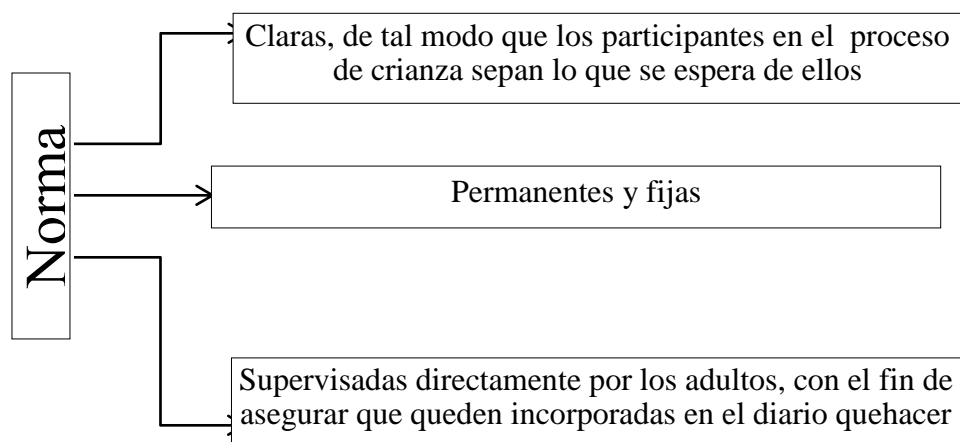 Norma
Claras, de tal modo que los participantes en el proceso
de crianza sepan lo que se espera de ellos
Permanentes y fijas
Supervisadas directamente por los adultos, con el fin de
asegurar que queden incorporadas en el diario quehacer